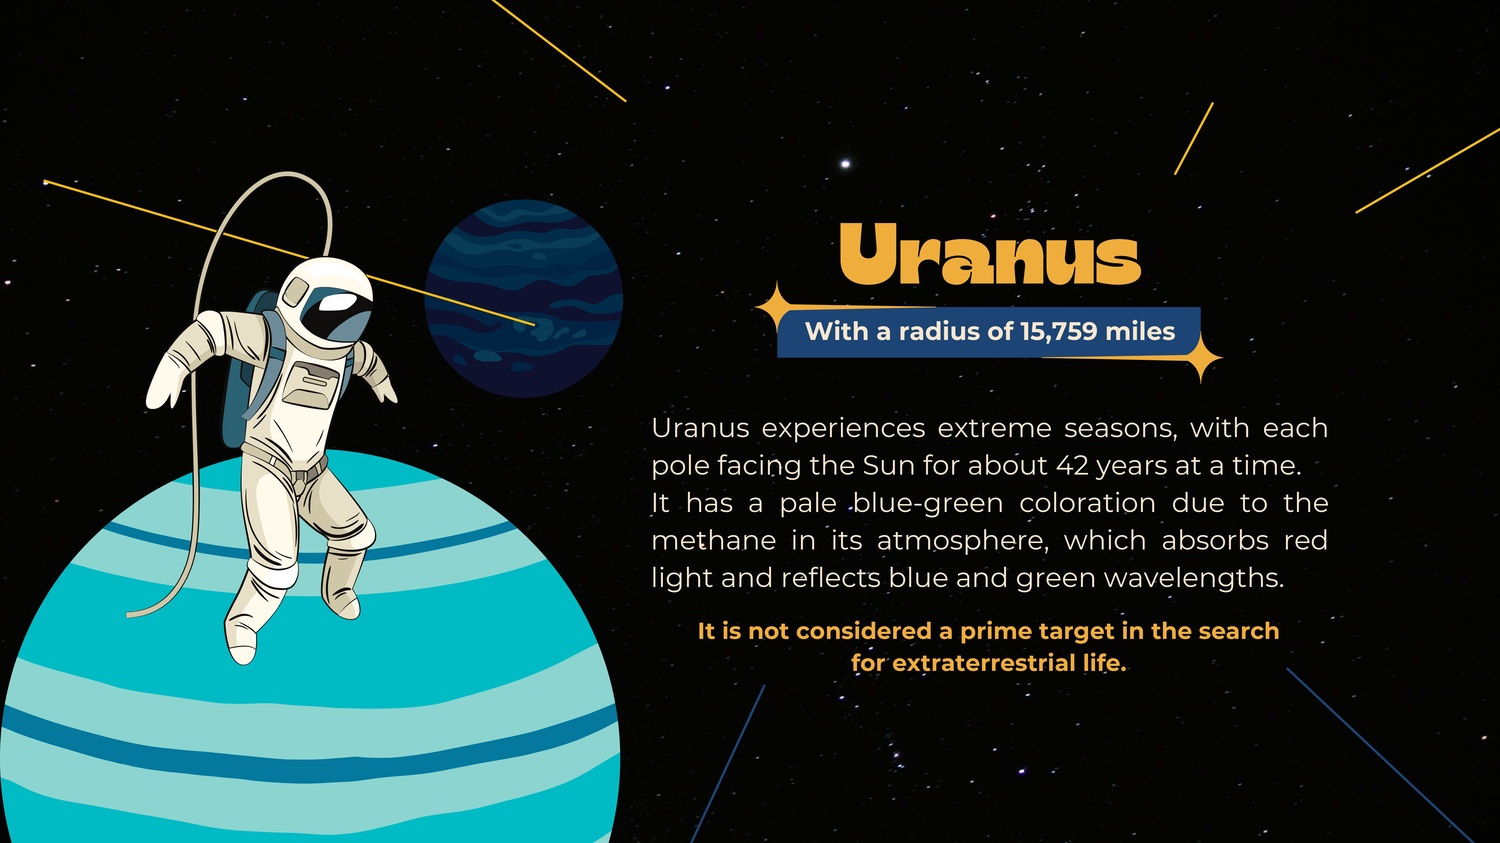 Uranus
With a radius of 15,759 miles
Uranus experiences extreme seasons, with each
pole facing the Sun for about 42 years at a time.
It has a pale blue-green coloration due to the
methane in its atmosphere, which absorbs red
light and reflects blue and green wavelengths.
It is not considered a prime target in the search
for extraterrestrial life.